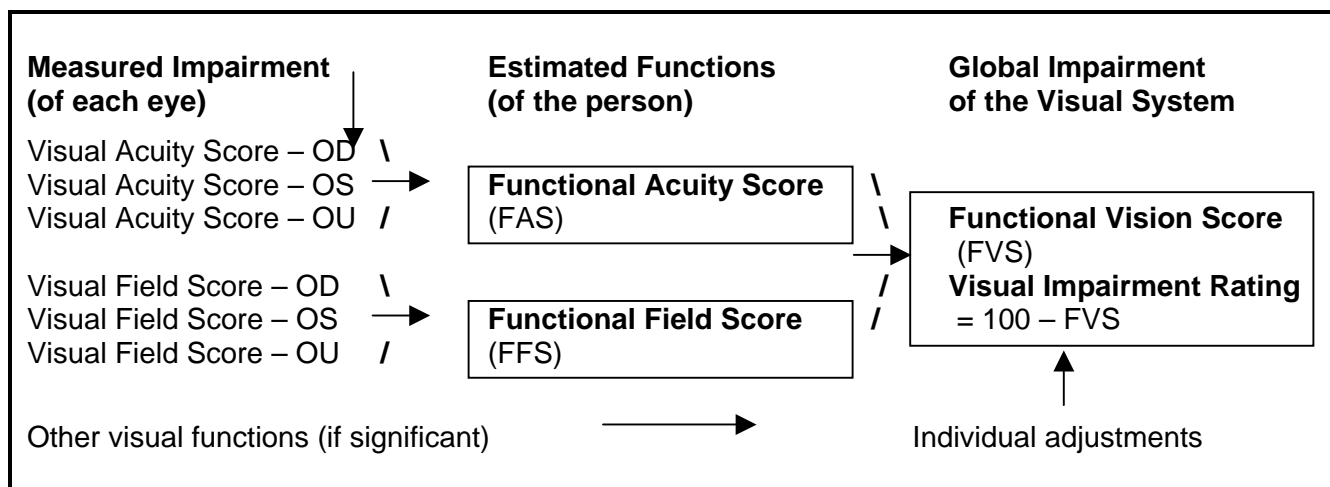 Measured Impairment
(of each eye)
Visual Acuity Score – OD \
Visual Acuity Score – OS
Visual Acuity Score – OU /
Visual Field Score – OD \
Visual Field Score – OS
Visual Field Score – OU /
Other visual functions (if significant)
Estimated Functions
(of the person)
Functional Acuity Score \
(FAS) \
Functional Field Score /
(FFS)
/
Global Impairment
of the Visual System
Functional Vision Score
(FVS)
Visual Impairment Rating
= 100 – FVS
Individual adjustments